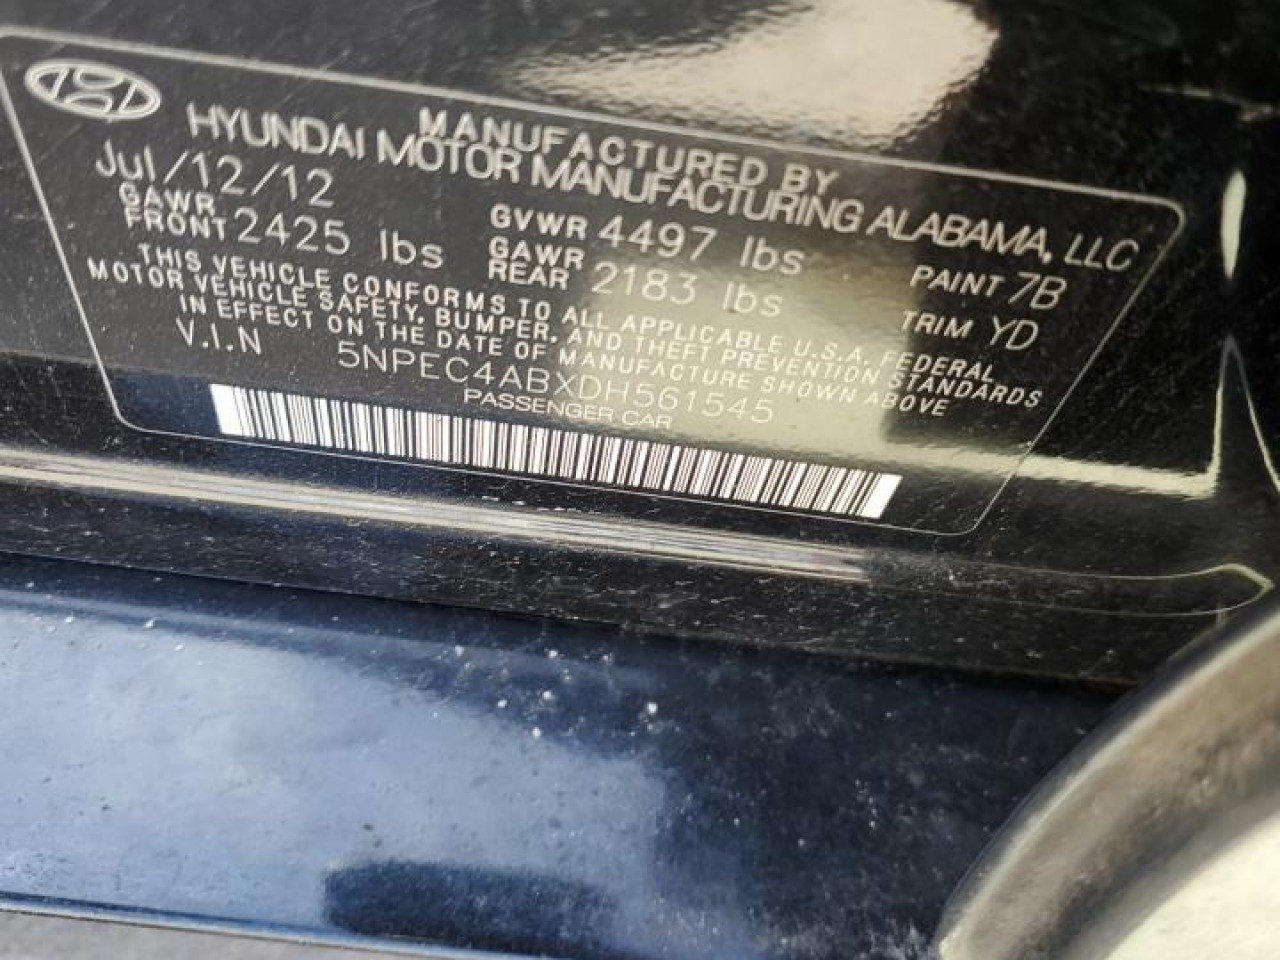 MANUFACTURED BY
HYUNDAI MOTOR MANUFACTURING ALABAMA, LLC
Jul/12/12
GVWR 4497 lbs
PAINT 7B
GAWR FRONT 2425 lbs
GAWR REAR 2183 lbs
TRIM YD
THIS VEHICLE CONFORMS TO ALL APPLICABLE U.S.A. FEDERAL
MOTOR VEHICLE SAFETY, BUMPER, AND THEFT PREVENTION STANDARDS
IN EFFECT ON THE DATE OF MANUFACTURE SHOWN ABOVE
V.I.N 5NPEC4ABXDH561545
PASSENGER CAR